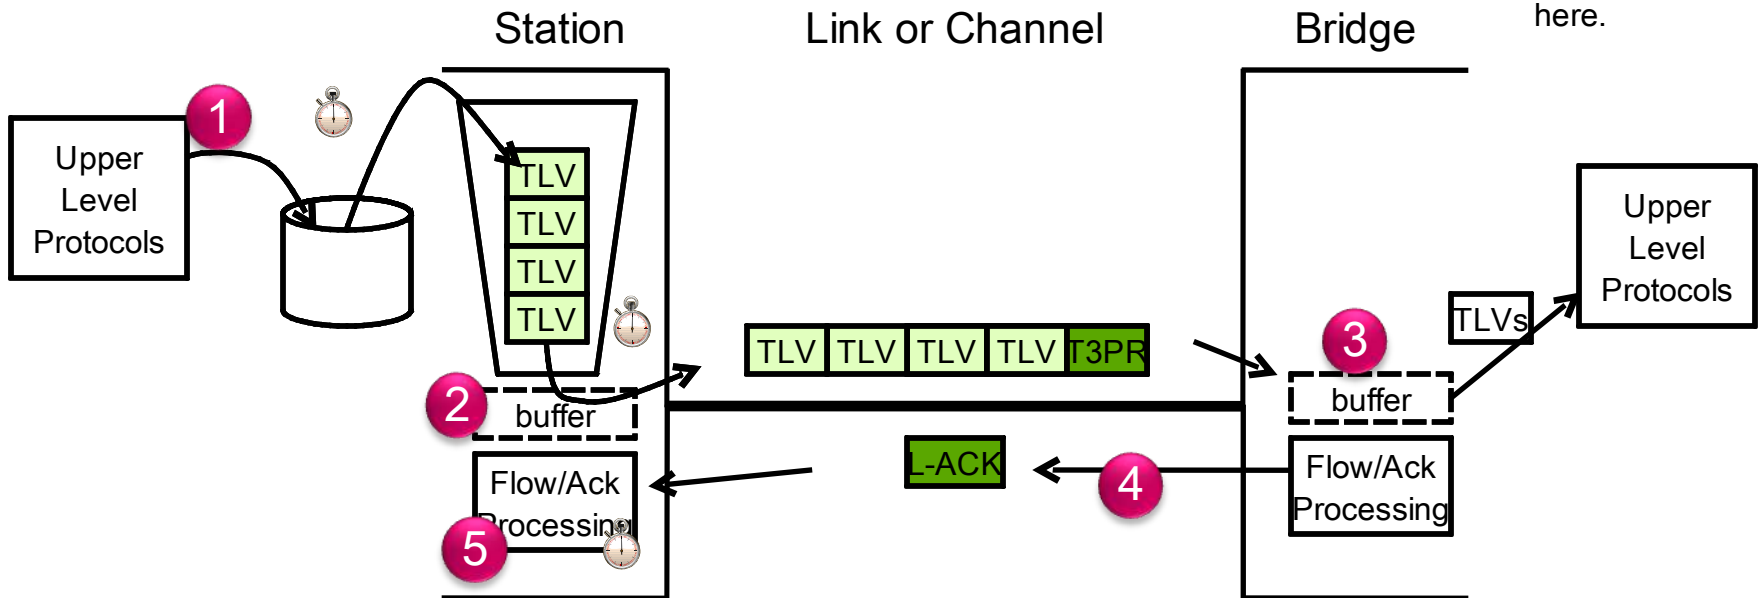 here.
Station
Link or Channel
Bridge
1
Upper
Level
Protocols
TLV
TLV
TLV
TLV
TLV TLV TLV TLV T3PR
2
buffer
3
buffer
TLVs
Upper
Level
Protocols
L-ACK
4
Flow/Ack
Processing
5
Flow/Ack
Processing